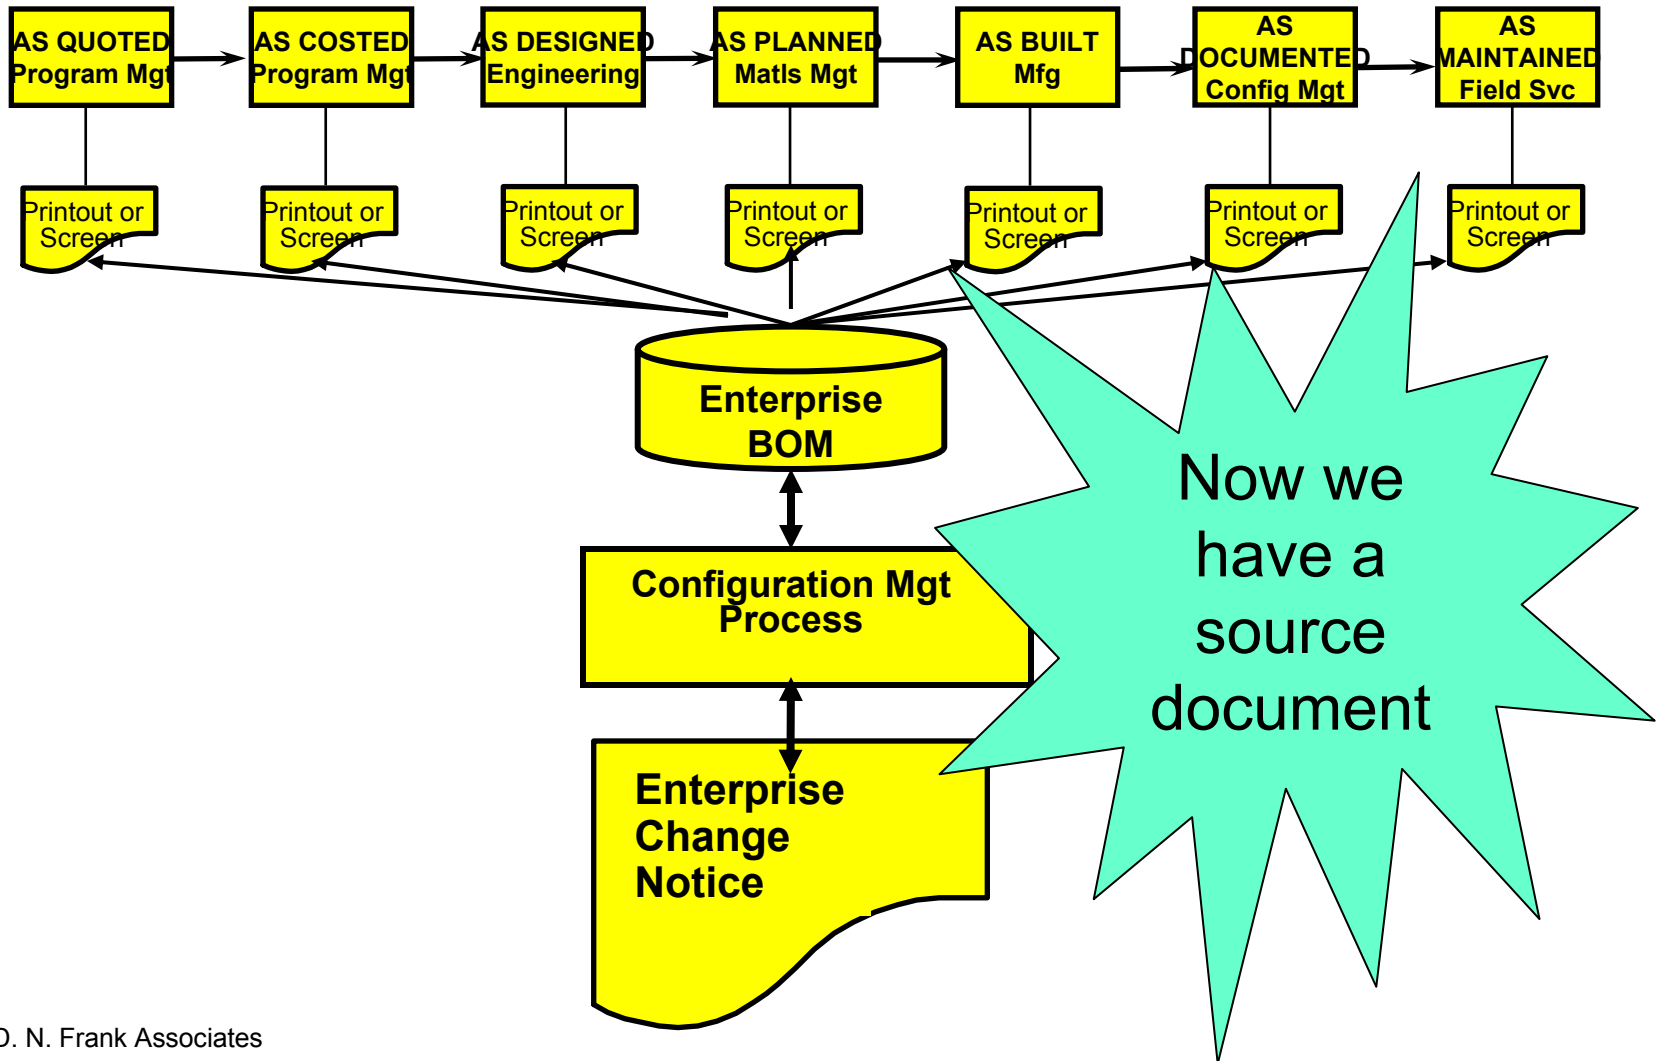 AS QUOTED
Program Mgt
AS COSTED
Program Mgt
AS DESIGNED
Engineering
AS PLANNED
Matls Mgt
AS BUILT
Mfg
AS
DOCUMENTED
Config Mgt
AS
MAINTAINED
Field Svc
Printout or
Screen
Printout or
Screen
Printout or
Screen
Printout or
Screen
Printout or
Screen
Printout or
Screen
Printout or
Screen
Enterprise
BOM
Configuration Mgt
Process
Enterprise
Change
Notice
Now we
have a
source
document
D. N. Frank Associates